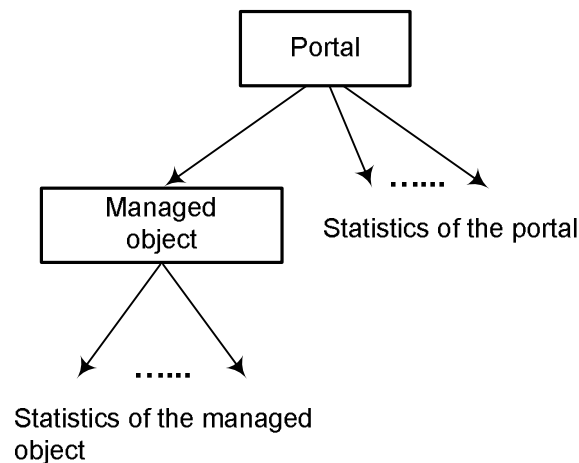 Portal
Managed
object
Statistics of the portal
Statistics of the managed
object